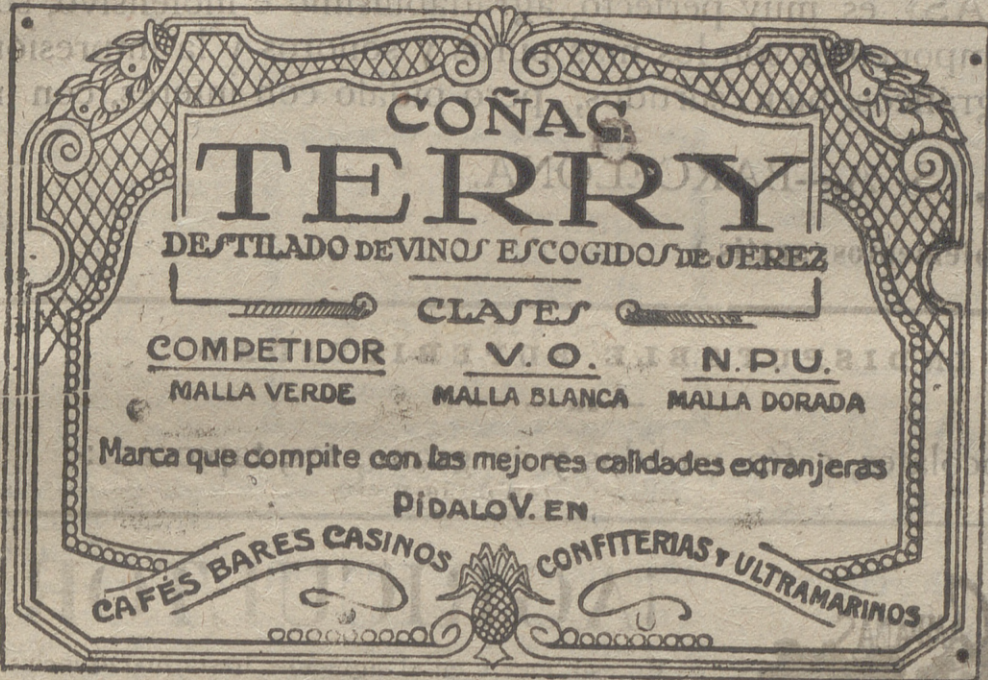 COÑAC
TERRY
DESTILADO DE VINOS ESCOGIDOS DE JEREZ
CLASES
COMPETIDOR V. O. N. P. U.
MALLA VERDE MALLA BLANCA MALLA DORADA
Marca que compite con las mejores calidades extranjeras
PÍDALO V. EN
CAFÉS BARES CASINOS CONFITERIAS Y ULTRAMARINOS